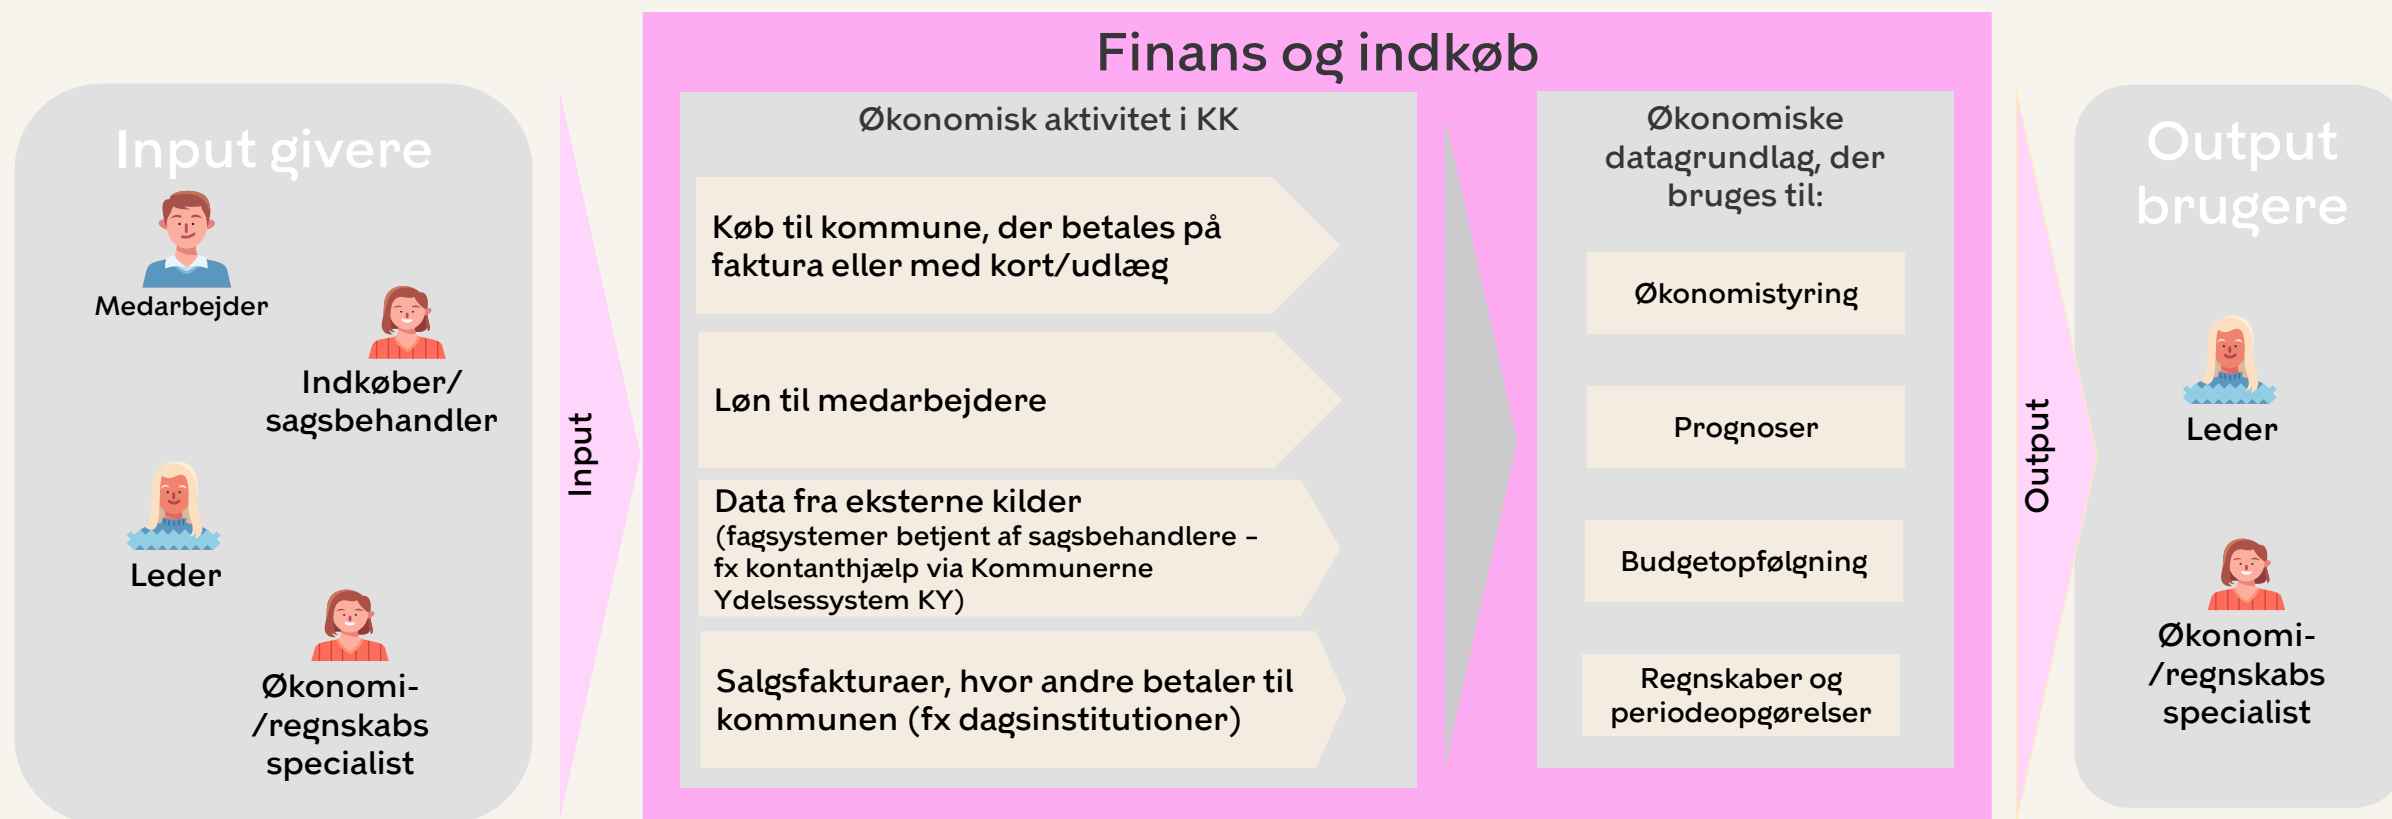 Finans og indkøb
Input givere
Medarbejder
Indkøber/
sagsbehandler
Leder
Økonomi-
/regnskabs
specialist
Input
Økonomisk aktivitet i KK
Køb til kommune, der betales på
faktura eller med kort/udlæg
Løn til medarbejdere
Data fra eksterne kilder
(fagsystemer betjent af sagsbehandlere –
fx kontanthjælp via Kommunerne
Ydelsessystem KY)
Salgsfakturaer, hvor andre betaler til
kommunen (fx dagsinstitutioner)
Økonomiske
datagrundlag, der
bruges til:
Økonomistyring
Prognoser
Budgetopfølgning
Regnskaber og
periodeopgørelser
Output
Output
brugere
Leder
Økonomi-
/regnskabs
specialist